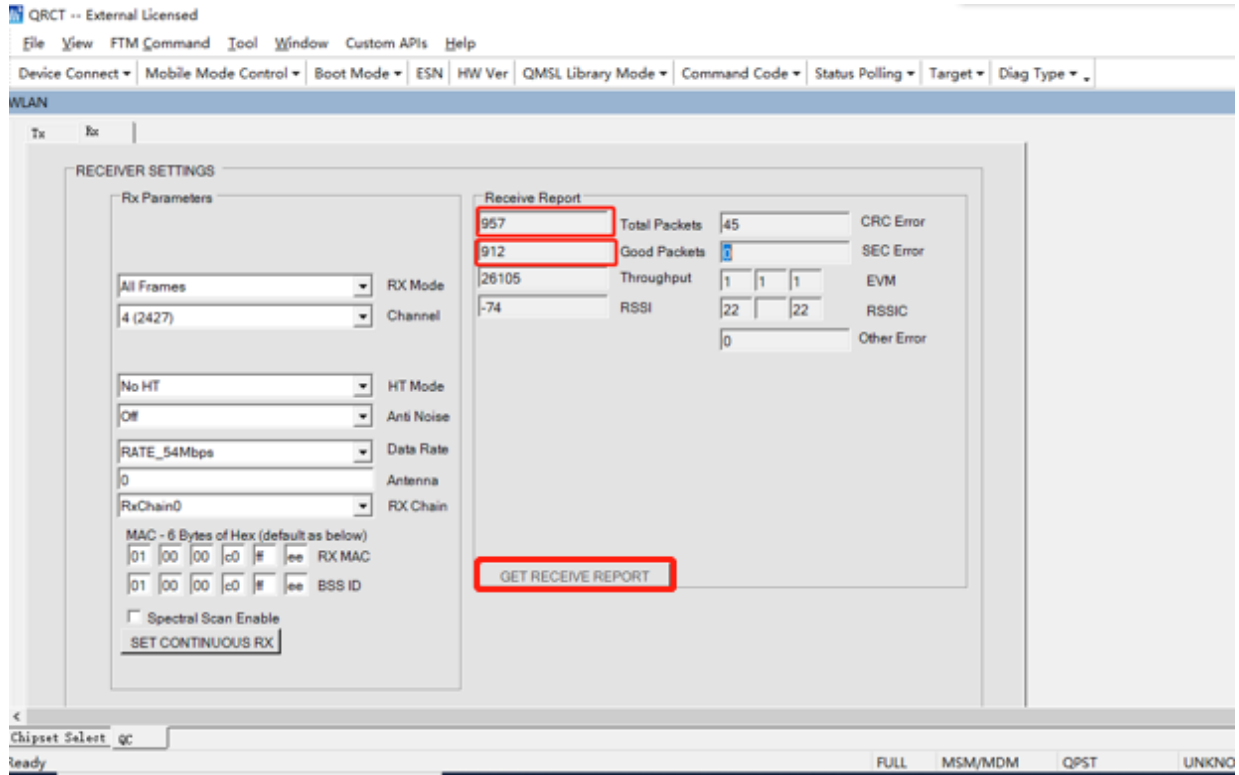 QRCT -- External Licensed
File View FTM Command Tool Window Custom APIs Help
Device Connect Mobile Mode Control Boot Mode ESN HW Ver QMSL Library Mode Command Code Status Polling Target Diag Type
WLAN
Tx Rx
RECEIVER SETTINGS
Rx Parameters
All Frames RX Mode
4 (2427) Channel
No HT HT Mode
Off Anti Noise
RATE_54Mbps Data Rate
0 Antenna
RxChain0 RX Chain
MAC - 6 Bytes of Hex (default as below)
01 00 00 c0 ff ee RX MAC
01 00 00 c0 ff ee BSS ID
Spectral Scan Enable
SET CONTINUOUS RX
Receive Report
957 Total Packets 45 CRC Error
912 Good Packets 0 SEC Error
26105 Throughput 1 1 1 EVM
-74 RSSI 22 22 RSSIC
0 Other Error
GET RECEIVE REPORT
Chipset Select QC
Ready FULL MSM/MDM QPST UNKNO